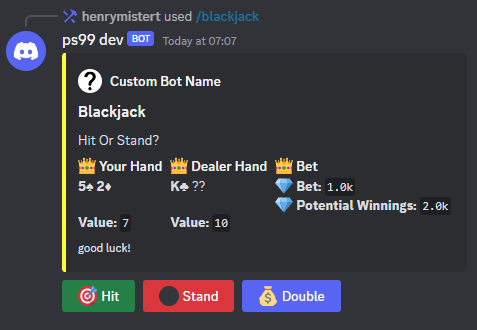 henrymistert used /blackjack
ps99 dev BOT Today at 07:07
? Custom Bot Name
Blackjack
Hit Or Stand?
Your Hand Dealer Hand Bet
5♠ 2♦ K♣ ?? Bet: 1.0k
Potential Winnings: 2.0k
Value: 7 Value: 10
good luck!
Hit Stand Double